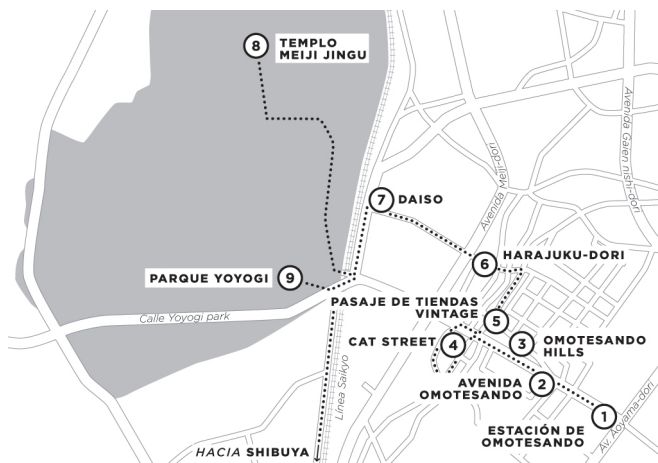 8
TEMPLO
MEIJI JINGU
Avenida Gaien nishi-dori
Avenida Meiji-dori
7
DAISO
6
HARAJUKU-DORI
PARQUE YOYOGI
9
PASAJE DE TIENDAS
VINTAGE
5
Calle Yoyogi park
CAT STREET
4
3
OMOTESANDO
HILLS
AVENIDA
OMOTESANDO
2
1
ESTACIÓN DE
OMOTESANDO
Av. Aoyama-dori
Línea Saikyo
HACIA SHIBUYA